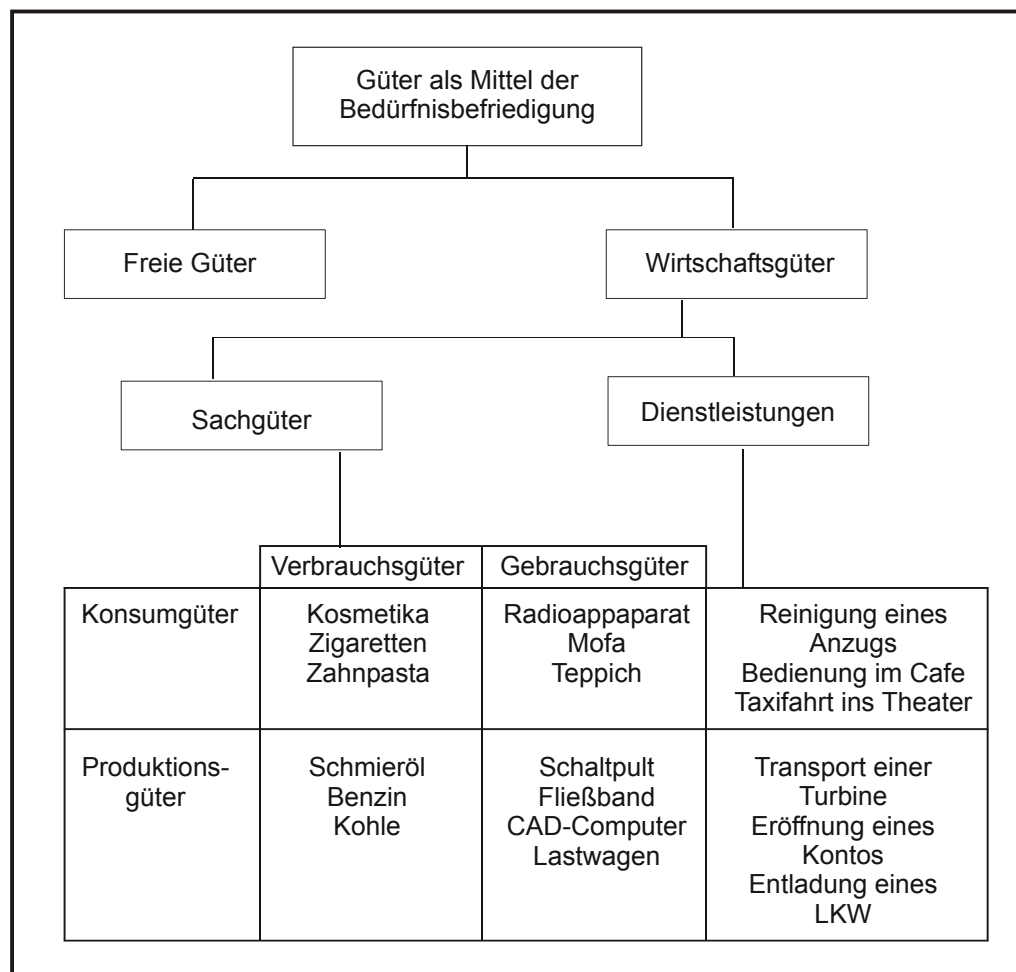 Güter als Mittel der
Bedürfnisbefriedigung
Freie Güter
Wirtschaftsgüter
Sachgüter
Dienstleistungen
Verbrauchsgüter
Gebrauchsgüter
Konsumgüter
Kosmetika
Zigaretten
Zahnpasta
Radioappaparat
Mofa
Teppich
Reinigung eines
Anzugs
Bedienung im Cafe
Taxifahrt ins Theater
Produktions-
güter
Schmieröl
Benzin
Kohle
Schaltpult
Fließband
CAD-Computer
Lastwagen
Transport einer
Turbine
Eröffnung eines
Kontos
Entladung eines
LKW